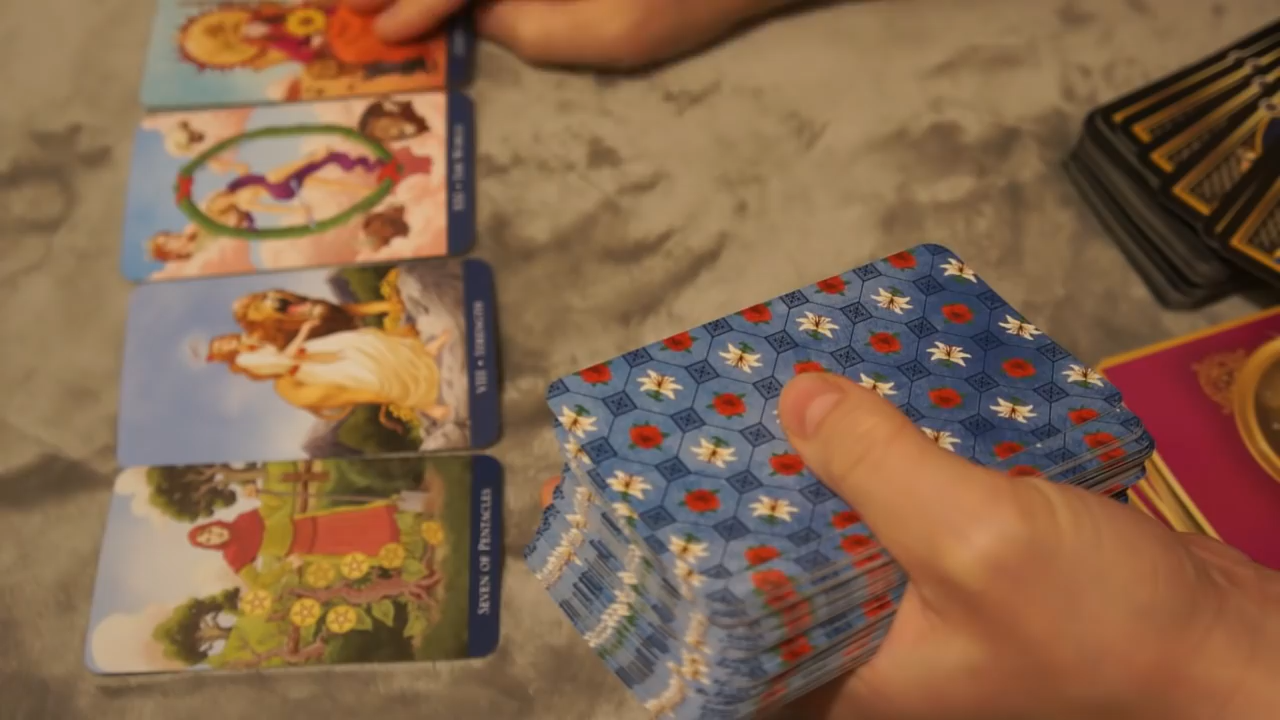 XXI • THE WORLD
VIII • STRENGTH
SEVEN OF PENTACLES